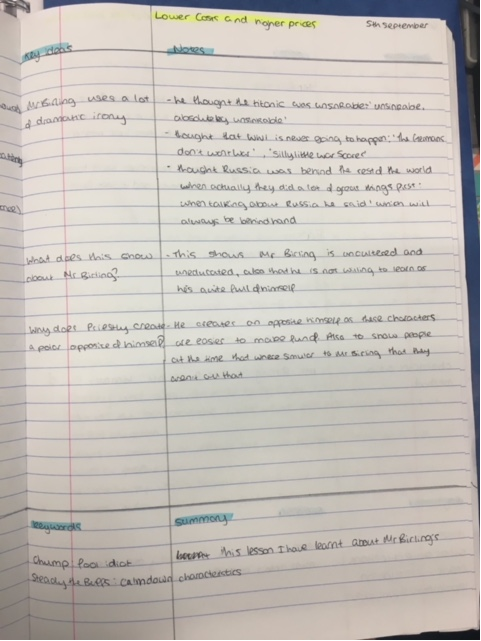 Lower Costs and higher prices
5th September
Key ideas
Notes
Mr Birling uses a lot
of dramatic irony
- he thought the titanic was unsinkable: 'unsinkable,
absolutely unsinkable'
- thought that WW1 is never going to happen: 'the Germans
don't want war', 'silly little war scares'
- thought Russia was behind the rest of the world
when actually they did a lot of great things first:
when talking about Russia he said 'which will
always be behindhand
What does this show
about Mr Birling?
- This shows Mr Birling is uncultured and
uneducated, also that he is not willing to learn as
he's quite full of himself
Why does Priestly create
a polar opposite of himself
- He creates an opposite himself as these characters
are easier to make fun of. Also to show people
at the time that where similer to Mr Birling that they
aren't all that
keywords
summary
Chump: Fool idiot
Steady the Buffs: calm down
this lesson I have learnt about Mr Birling's
characteristics